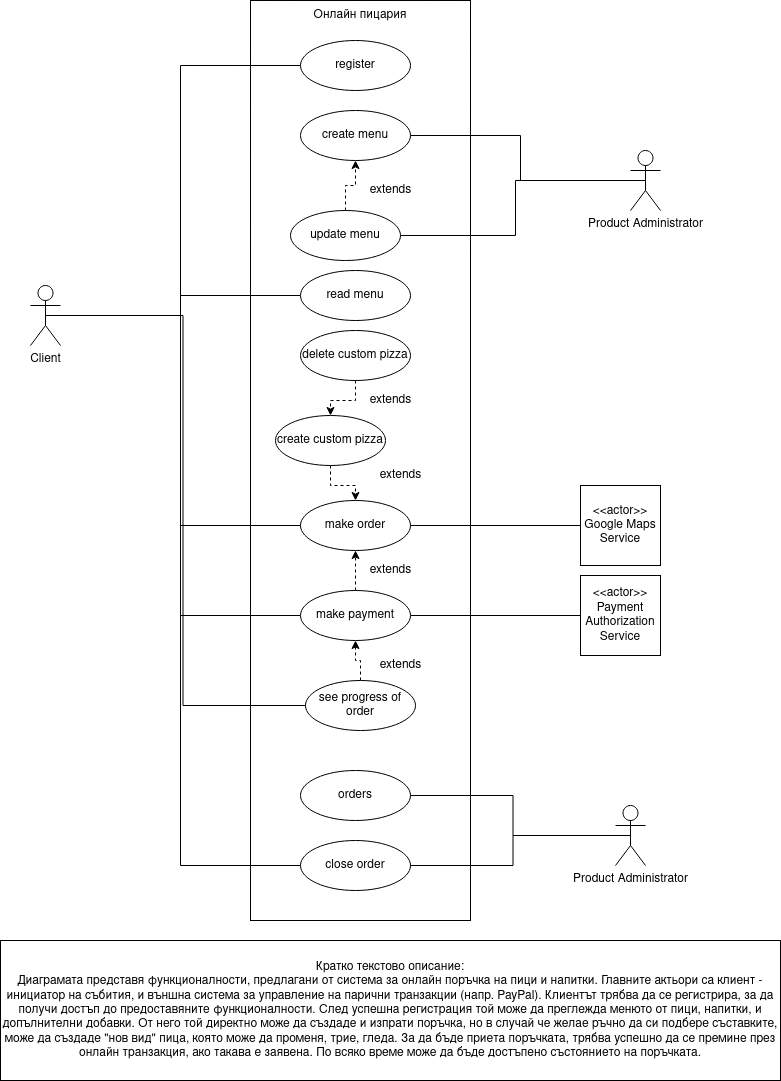 Онлайн пицария
register
create menu
extends
Product Administrator
update menu
read menu
Client
delete custom pizza
extends
create custom pizza
extends
make order
<<actor>>
Google Maps
Service
extends
make payment
<<actor>>
Payment
Authorization
Service
extends
see progress of
order
orders
close order
Product Administrator
Кратко текстово описание:
Диаграмата представя функционалности, предлагани от система за онлайн поръчка на пици и напитки. Главните актьори са клиент -
инициатор на събития, и външна система за управление на парични транзакции (напр. PayPal). Клиентът трябва да се регистрира, за да
получи достъп до предоставяните функционалности. След успешна регистрация той може да преглежда менюто от пици, напитки, и
допълнителни добавки. От него той директно може да създаде и изпрати поръчка, но в случай че желае ръчно да си подбере съставките,
може да създаде "нов вид" пица, която може да променя, трие, гледа. За да бъде приета поръчката, трябва успешно да се премине през
онлайн транзакция, ако такава е заявена. По всяко време може да бъде достъпено състоянието на поръчката.